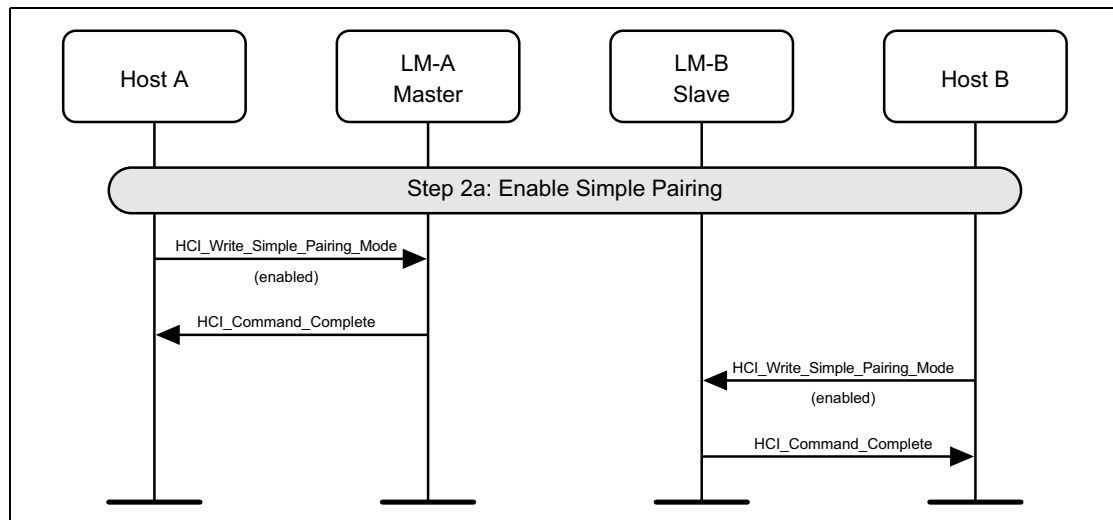 Host A
LM-A
Master
LM-B
Slave
Host B
Step 2a: Enable Simple Pairing
HCI_Write_Simple_Pairing_Mode
(enabled)
HCI_Command_Complete
HCI_Write_Simple_Pairing_Mode
(enabled)
HCI_Command_Complete